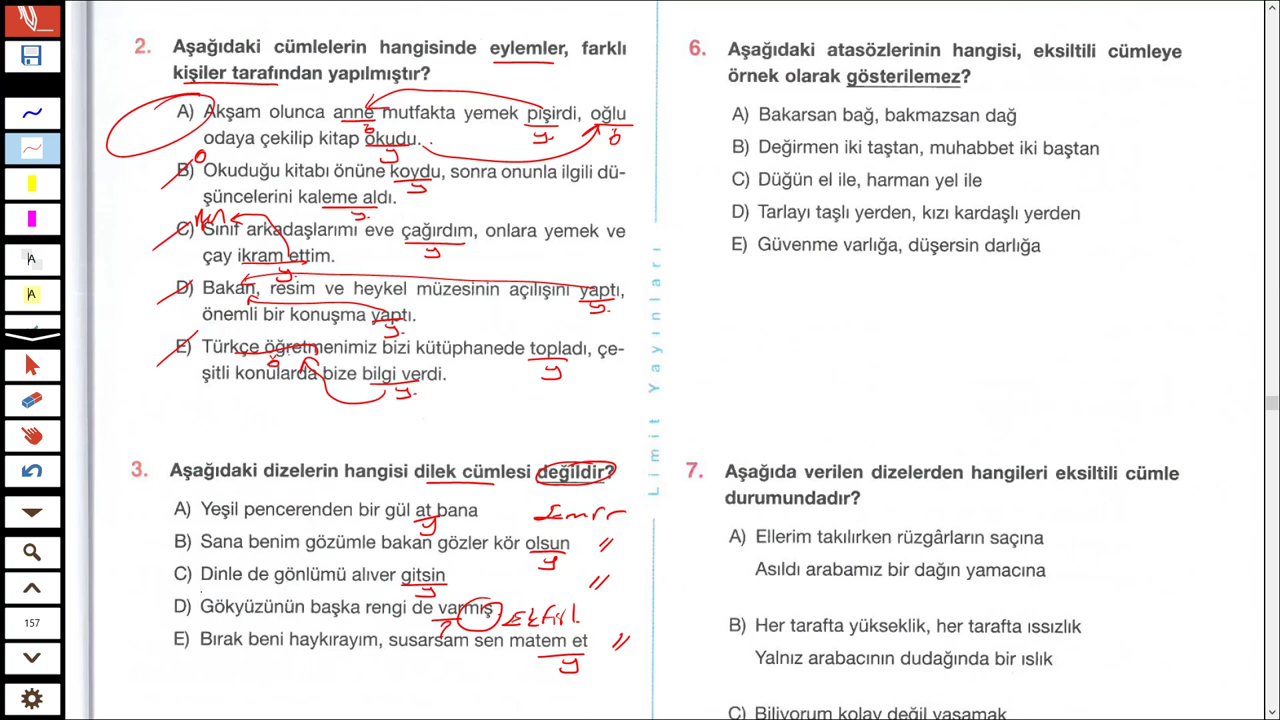 2. Aşağıdaki cümlelerin hangisinde eylemler, farklı
kişiler tarafından yapılmıştır?
A) Akşam olunca anne mutfakta yemek pişirdi, oğlu
ö y ö
odaya çekilip kitap okudu.
y
O
B) Okuduğu kitabı önüne koydu, sonra onunla ilgili dü-
y
şüncelerini kaleme aldı.
y.
C) Sınıf arkadaşlarımı eve çağırdım, onlara yemek ve
y
çay ikram ettim.
y.
D) Bakan, resim ve heykel müzesinin açılışını yaptı,
y.
önemli bir konuşma yaptı.
y.
E) Türkçe öğretmenimiz bizi kütüphanede topladı, çe-
ö y
şitli konularda bize bilgi verdi.
y.
3. Aşağıdaki dizelerin hangisi dilek cümlesi değildir?
A) Yeşil pencerenden bir gül at bana
y
B) Sana benim gözümle bakan gözler kör olsun "
y
C) Dinle de gönlümü alıver gitsin "
y
D) Gökyüzünün başka rengi de varmış
E) Bırak beni haykırayım, susarsam sen matem et "
y
Limit Yayınları
6. Aşağıdaki atasözlerinin hangisi, eksiltili cümleye
örnek olarak gösterilemez?
A) Bakarsan bağ, bakmazsan dağ
B) Değirmen iki taştan, muhabbet iki baştan
C) Düğün el ile, harman yel ile
D) Tarlayı taşlı yerden, kızı kardaşlı yerden
E) Güvenme varlığa, düşersin darlığa
7. Aşağıda verilen dizelerden hangileri eksiltili cümle
durumundadır?
A) Ellerim takılırken rüzgârların saçına
Asıldı arabamız bir dağın yamacına
B) Her tarafta yükseklik, her tarafta ıssızlık
Yalnız arabacının dudağında bir ıslık
C) Biliyorum kolay değil yaşamak
A
A
157